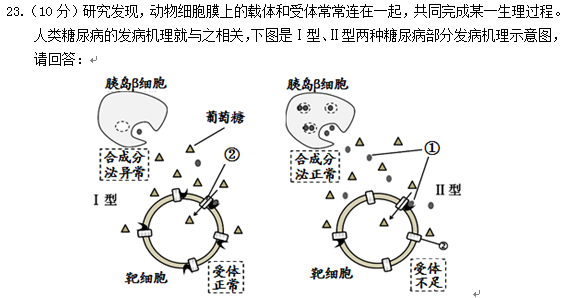 23.(10分)研究发现，动物细胞膜上的载体和受体常常连在一起，共同完成某一生理过程。
人类糖尿病的发病机理就与之相关，下图是Ⅰ型、Ⅱ型两种糖尿病部分发病机理示意图，
请回答：
胰岛β细胞
葡萄糖
②
合成分
泌异常
Ⅰ型
靶细胞
受体
正常
胰岛β细胞
①
合成分
泌正常
Ⅱ型
②
靶细胞
受体
不足